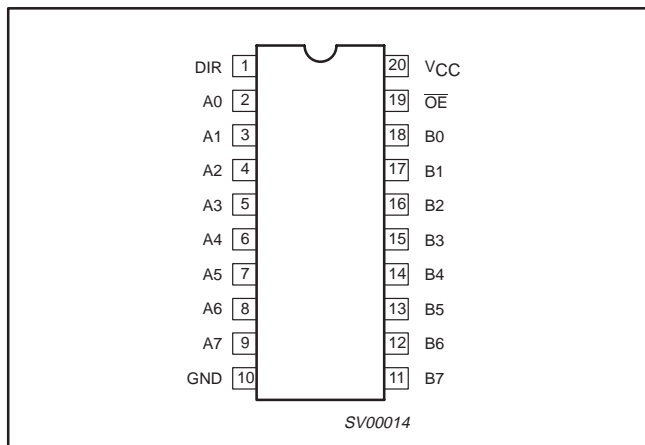 DIR 1 20 VCC
A0 2 19 OE
A1 3 18 B0
A2 4 17 B1
A3 5 16 B2
A4 6 15 B3
A5 7 14 B4
A6 8 13 B5
A7 9 12 B6
GND 10 11 B7
SV00014